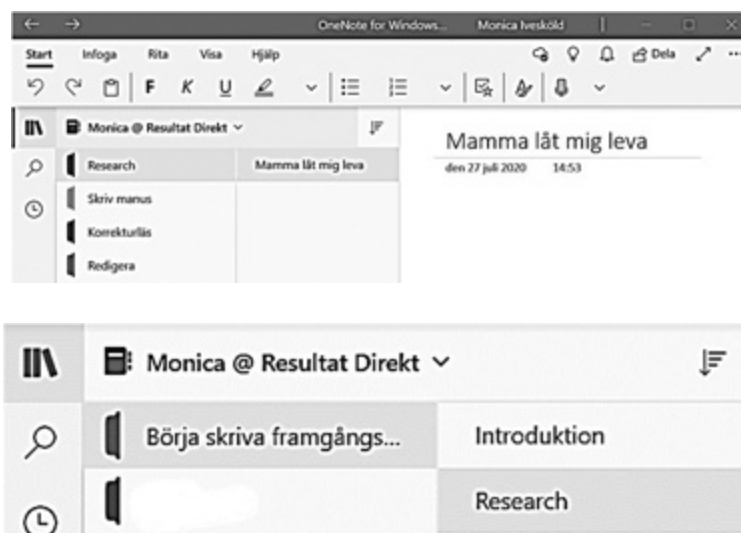 OneNote for Windows... Monica Ivesköld
Start Infoga Rita Visa Hjälp Dela
F K U
Monica @ Resultat Direkt
Mamma låt mig leva
den 27 juli 2020 14:53
Research Mamma låt mig leva
Skriv manus
Korrekturläs
Redigera
Monica @ Resultat Direkt
Börja skriva framgångs... Introduktion
Research